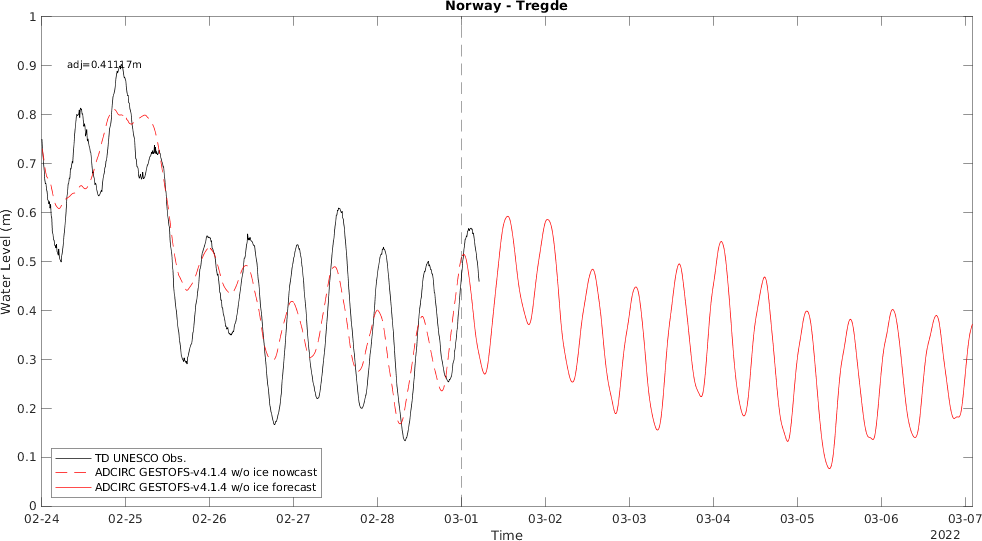 Norway - Tregde
Water Level (m)
1
0.9
0.8
0.7
0.6
0.5
0.4
0.3
0.2
0.1
0
adj=0.41117m
TD UNESCO Obs.
ADCIRC GESTOFS-v4.1.4 w/o ice nowcast
ADCIRC GESTOFS-v4.1.4 w/o ice forecast
02-24 02-25 02-26 02-27 02-28 03-01 03-02 03-03 03-04 03-05 03-06 03-07
Time
2022